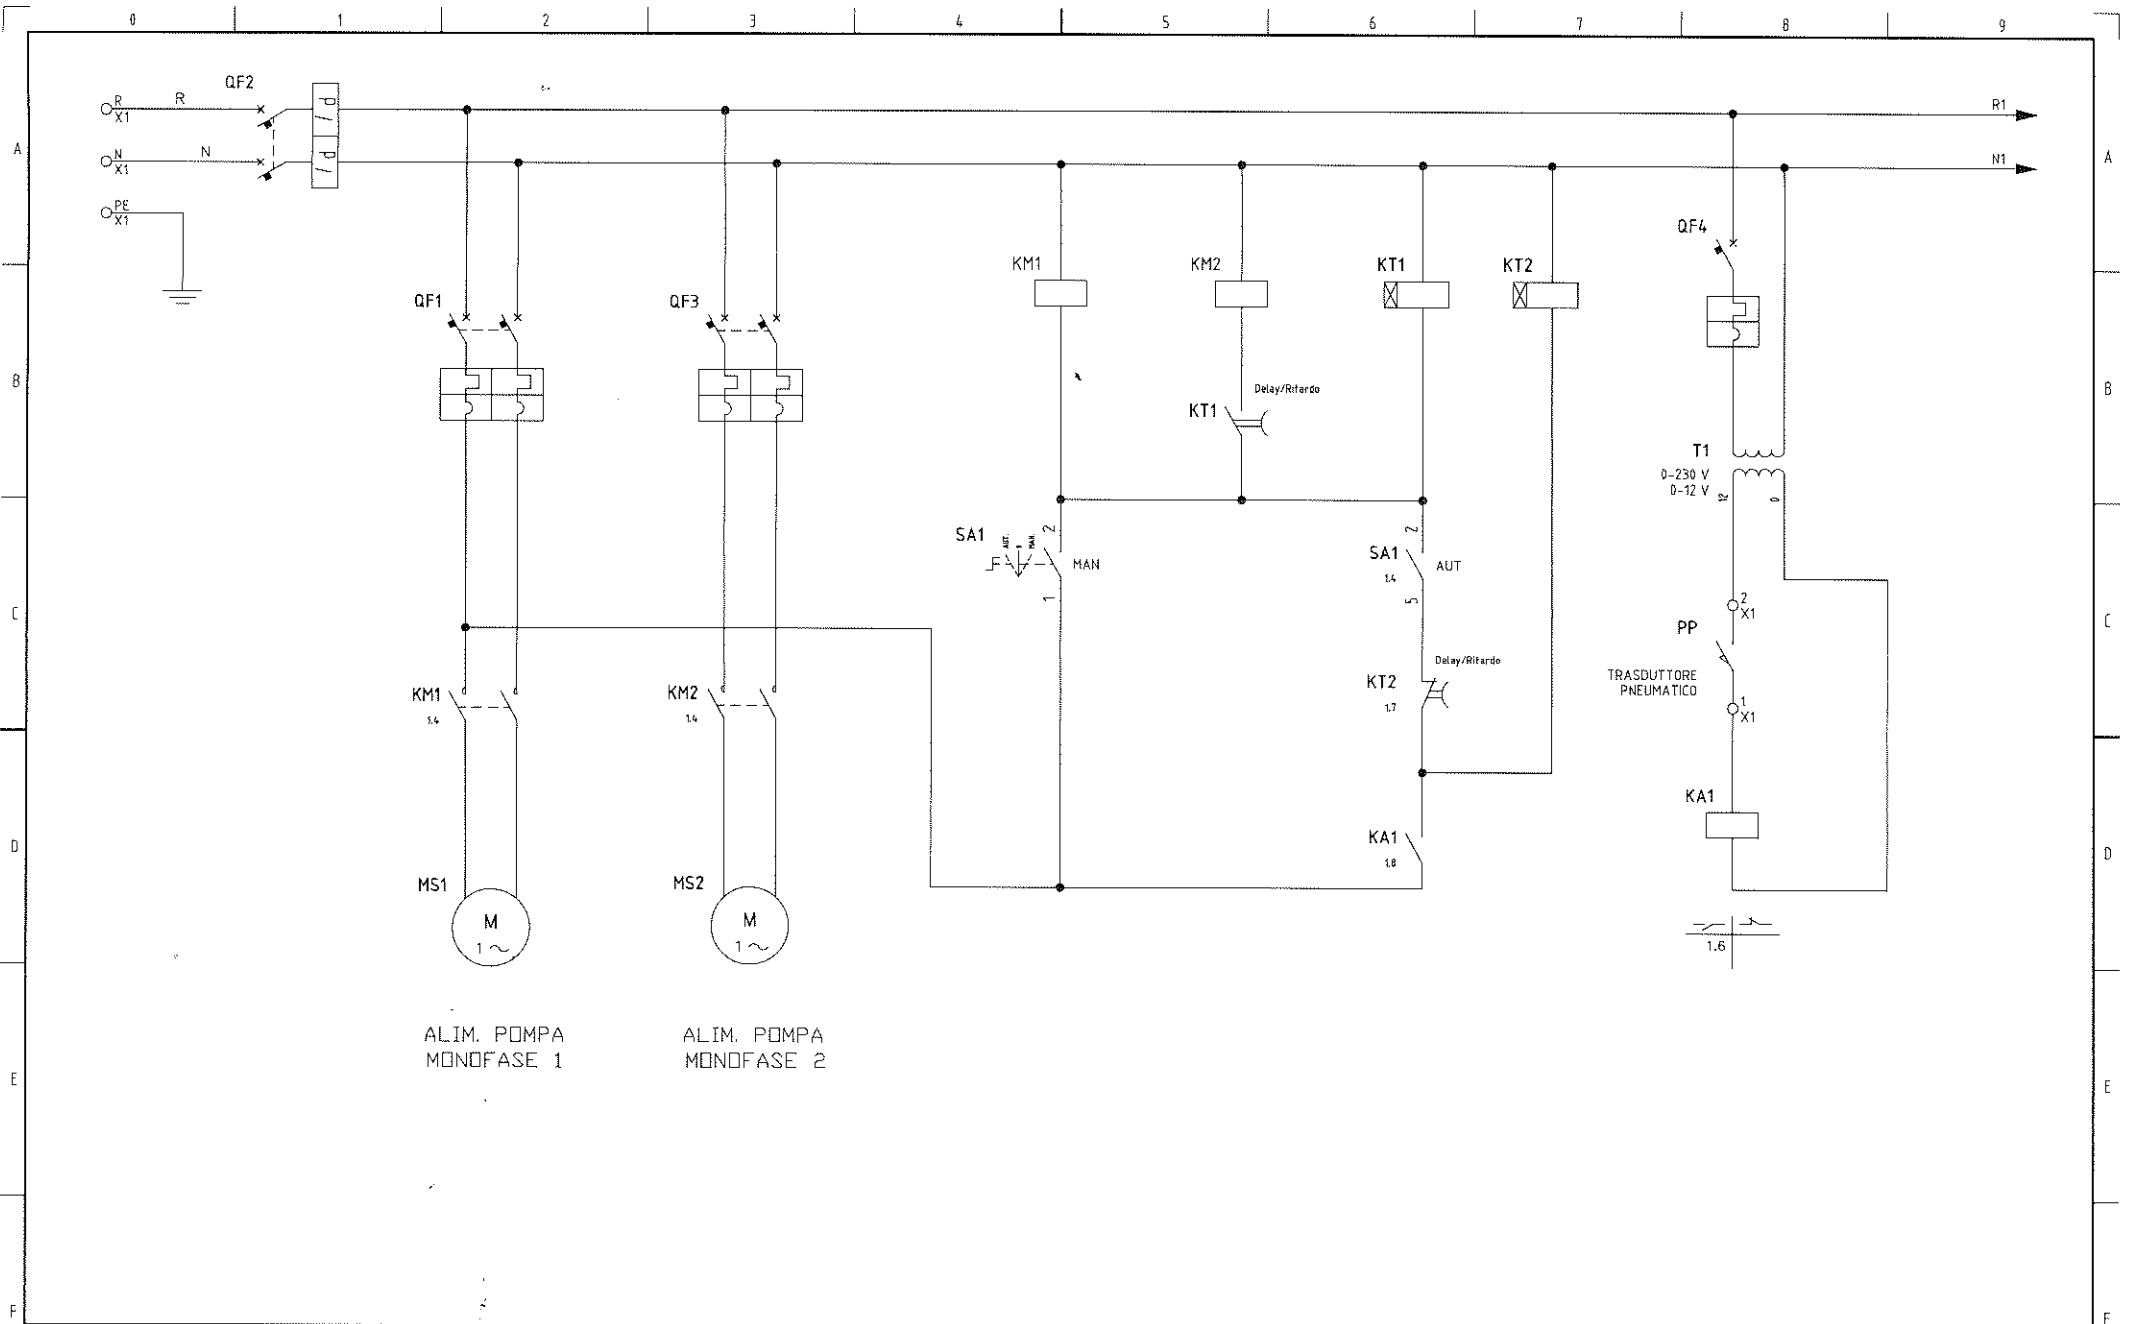 0 1 2 3 4 5 6 7 8 9
QF2
R
X1
R
R1
N
X1
N
N1
A
A
PE
X1
QF4
KM1
KM2
KT1
KT2
QF1
QF3
B
B
Delay/Ritardo
KT1
T1
0-230 V
0-12 V
12
0
SA1
AUT.
MAN.
2
MAN
1
2
SA1
1.4
AUT
5
C
C
2
X1
PP
TRASDUTTORE
PNEUMATICO
1
X1
Delay/Ritardo
KT2
1.7
KM1
1.4
KM2
1.4
KA1
KA1
1.8
D
D
MS1
M
1
MS2
M
1
1.6
ALIM. POMPA
MONOFASE 1
ALIM. POMPA
MONOFASE 2
E
E
F
F